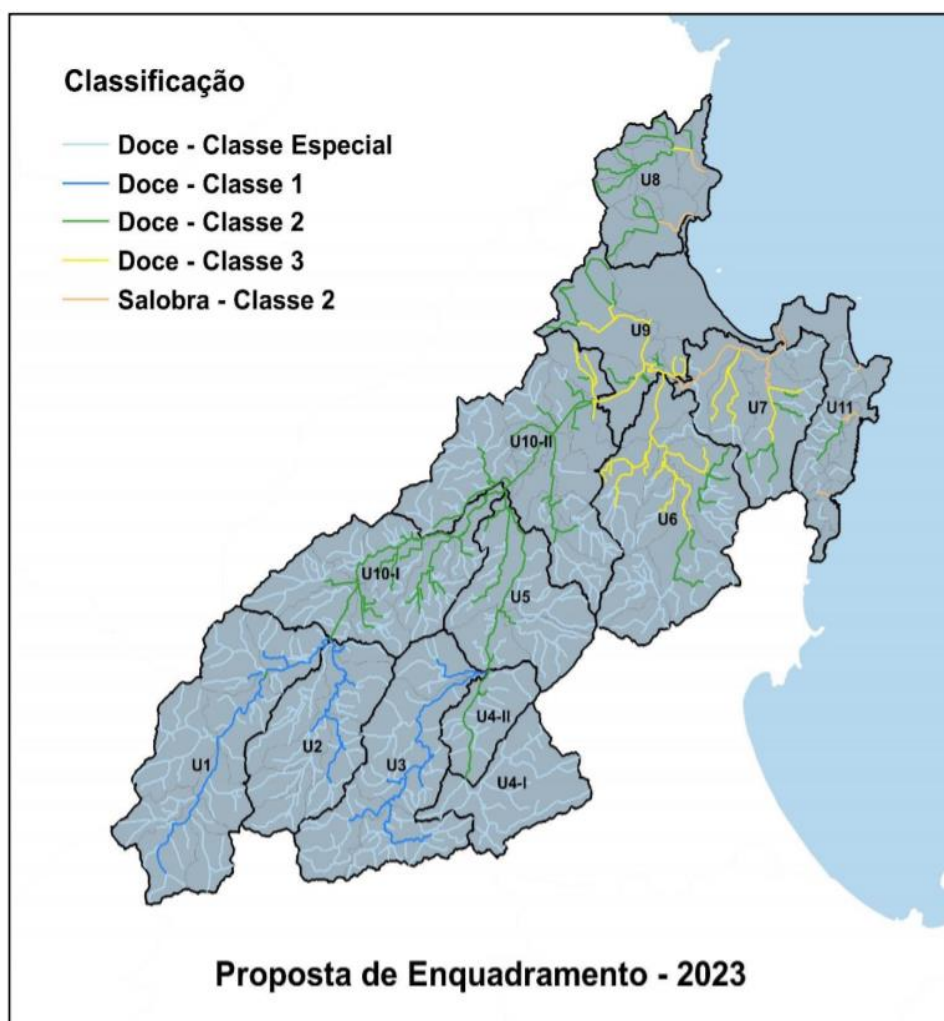 Classificação
Doce - Classe Especial
Doce - Classe 1
Doce - Classe 2
Doce - Classe 3
Salobra - Classe 2
U8
U9
U7
U11
U10-II
U6
U10-I
U5
U4-II
U2
U3
U1
U4-I
Proposta de Enquadramento - 2023